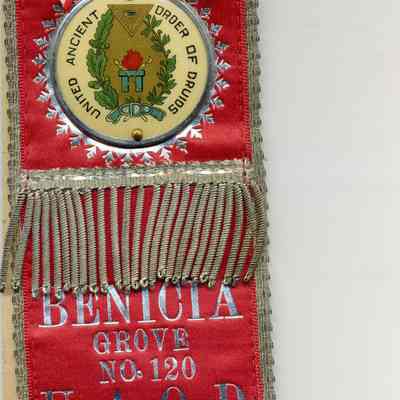 UNITED ANCIENT ORDER OF DRUIDS
BENICIA
GROVE
NO. 120
U.A.O.D